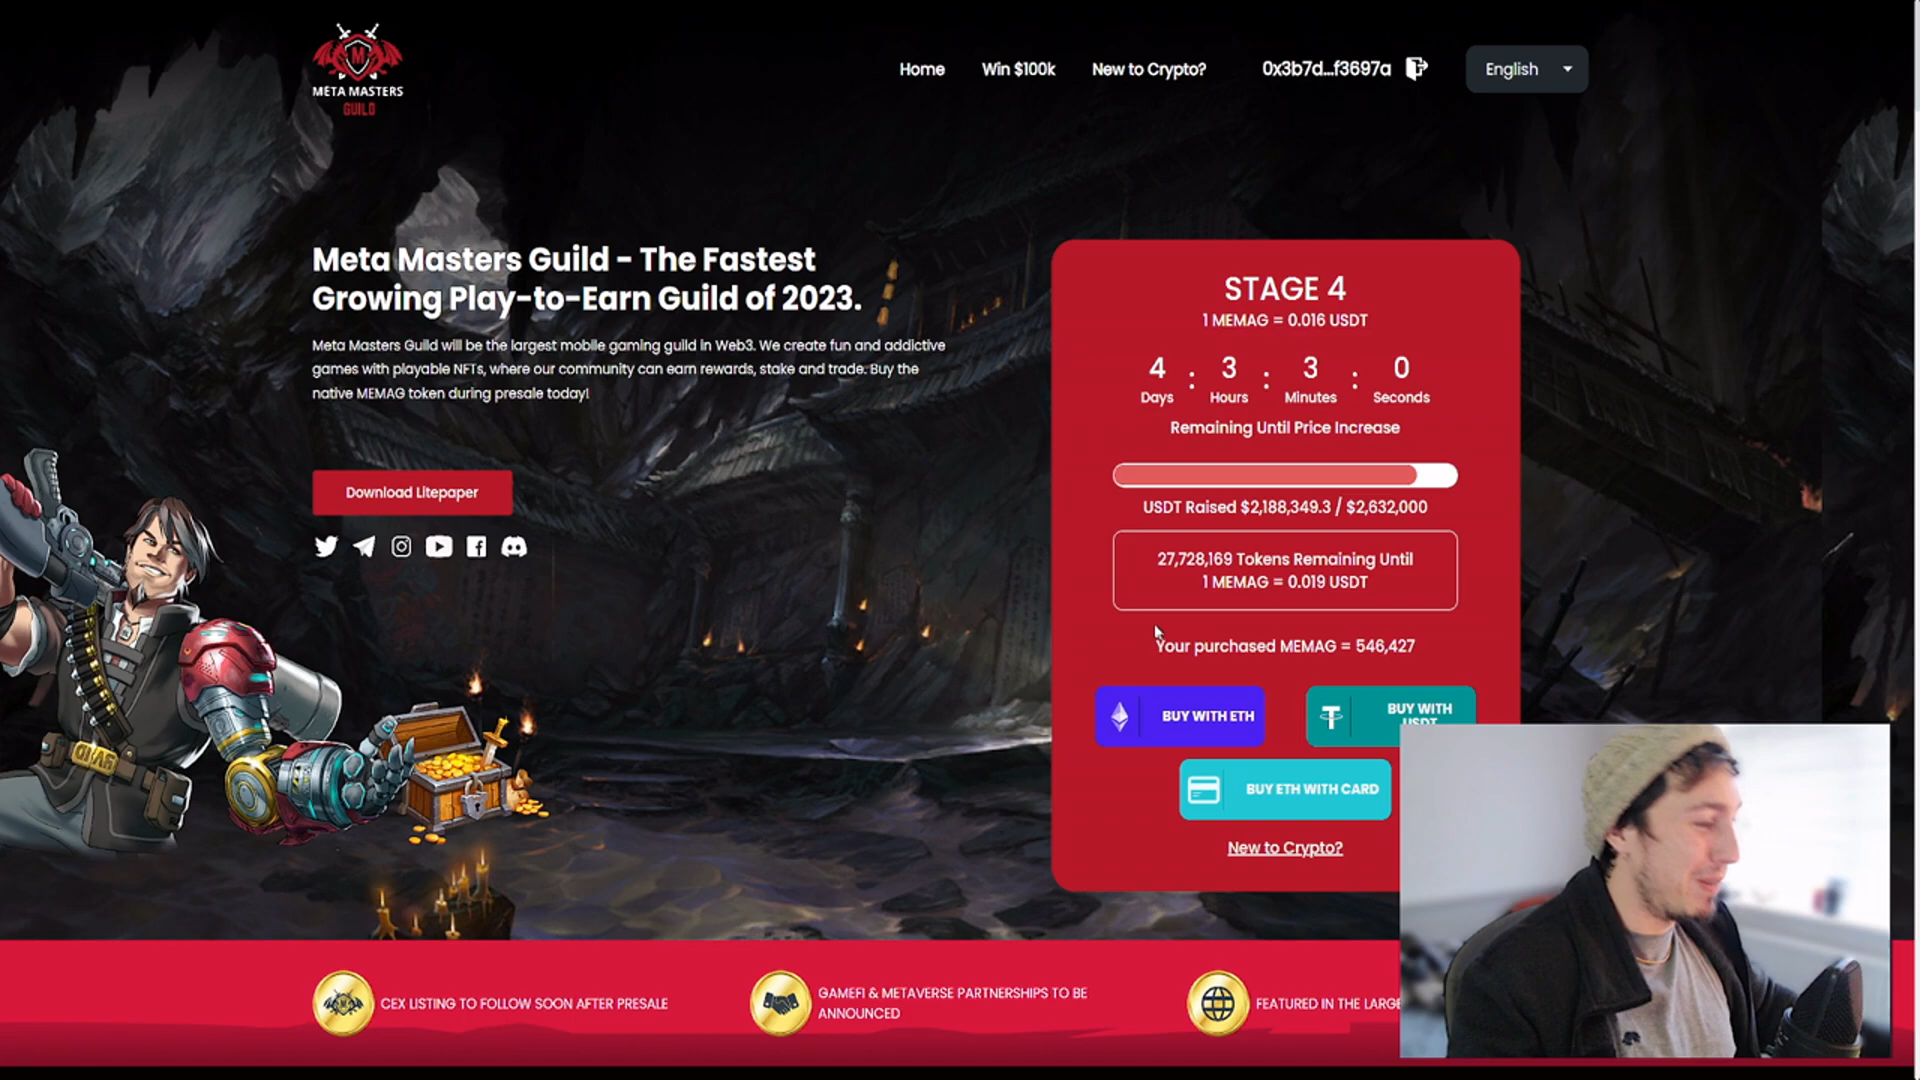 META MASTERS
GUILD
Home
Win $100k
New to Crypto?
0x3b7d...f3697a
English
Meta Masters Guild - The Fastest
Growing Play-to-Earn Guild of 2023.
Meta Masters Guild will be the largest mobile gaming guild in Web3. We create fun and addictive
games with playable NFTs, where our community can earn rewards, stake and trade. Buy the
native MEMAG token during presale today!
Download Litepaper
STAGE 4
1 MEMAG = 0.016 USDT
4 : 3 : 3 : 0
Days Hours Minutes Seconds
Remaining Until Price Increase
USDT Raised $2,188,349.3 / $2,632,000
27,728,169 Tokens Remaining Until
1 MEMAG = 0.019 USDT
Your purchased MEMAG = 546,427
BUY WITH ETH
BUY WITH
USDT
BUY ETH WITH CARD
New to Crypto?
CEX LISTING TO FOLLOW SOON AFTER PRESALE
GAMEFI & METAVERSE PARTNERSHIPS TO BE
ANNOUNCED
FEATURED IN THE